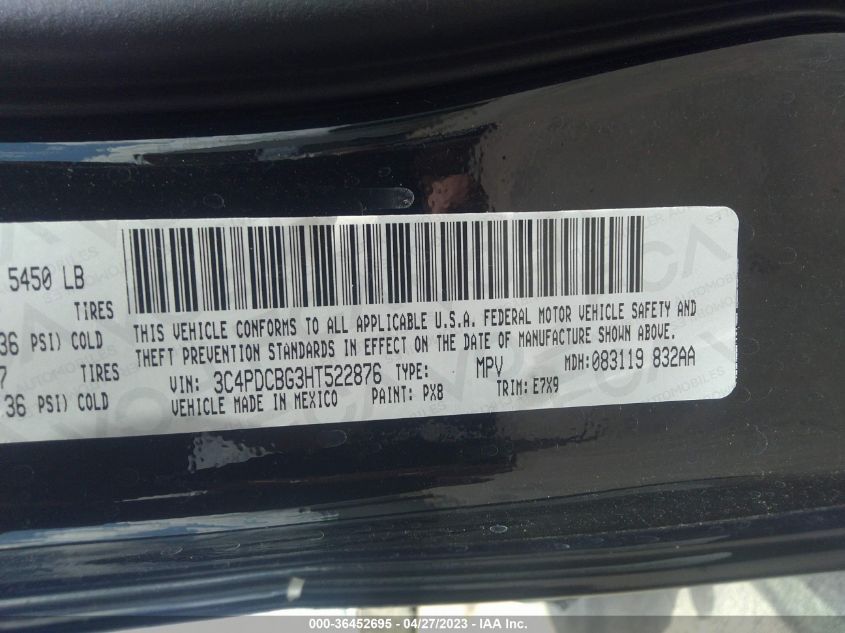 5450 LB
TIRES
36 PSI) COLD
7
TIRES
36 PSI) COLD
THIS VEHICLE CONFORMS TO ALL APPLICABLE U.S.A. FEDERAL MOTOR VEHICLE SAFETY AND
THEFT PREVENTION STANDARDS IN EFFECT ON THE DATE OF MANUFACTURE SHOWN ABOVE.
VIN: 3C4PDCBG3HT522876 TYPE: MPV MDH:083119 832AA
VEHICLE MADE IN MEXICO PAINT: PX8 TRIM: E7X9
000-36452695 - 04/27/2023 - IAA Inc.